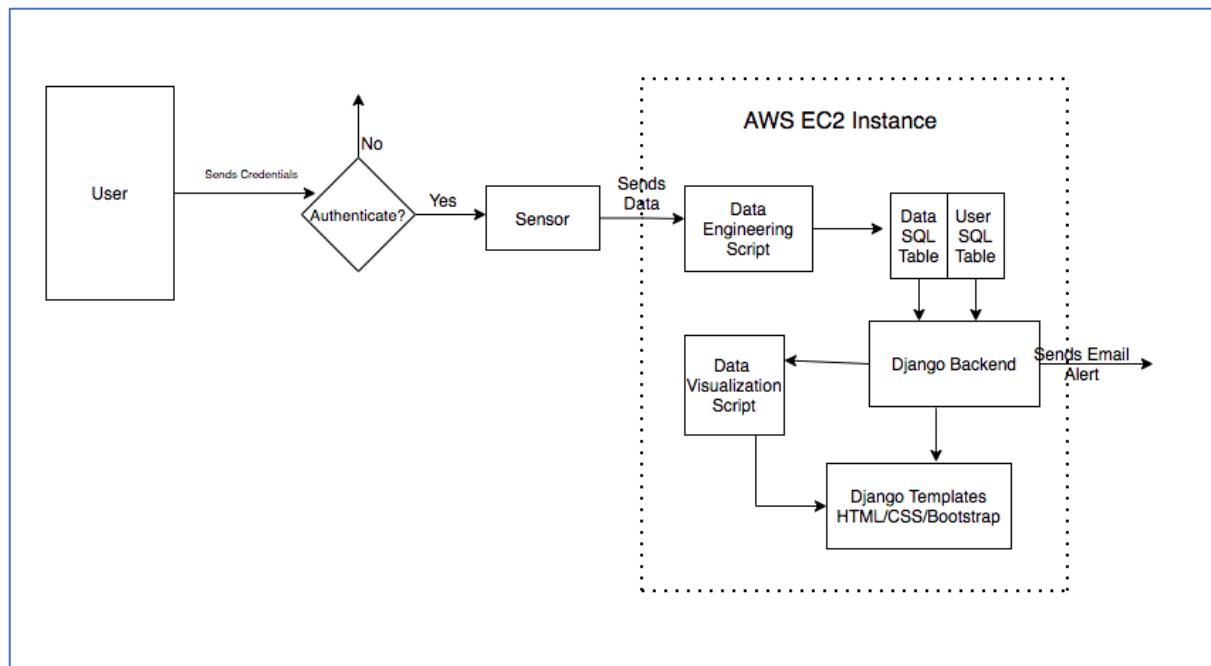 AWS EC2 Instance
No
User
Sends Credentials
Authenticate?
Yes
Sensor
Sends
Data
Data
Engineering
Script
Data
SQL
Table
User
SQL
Table
Data
Visualization
Script
Django Backend
Sends Email
Alert
Django Templates
HTML/CSS/Bootstrap